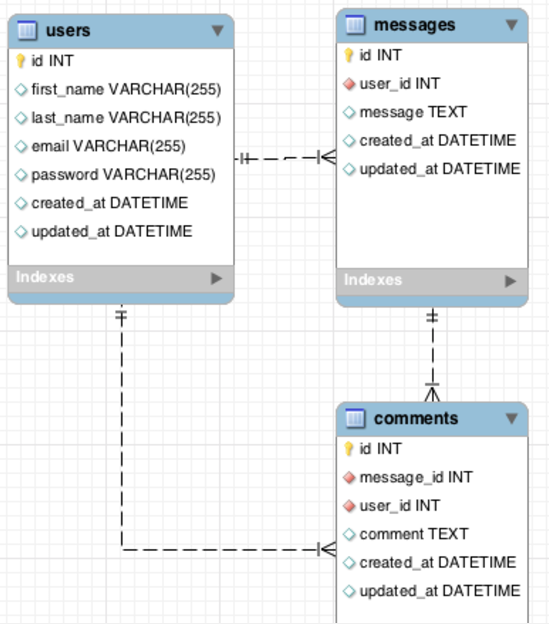 users
id INT
first_name VARCHAR(255)
last_name VARCHAR(255)
email VARCHAR(255)
password VARCHAR(255)
created_at DATETIME
updated_at DATETIME
Indexes
messages
id INT
user_id INT
message TEXT
created_at DATETIME
updated_at DATETIME
Indexes
comments
id INT
message_id INT
user_id INT
comment TEXT
created_at DATETIME
updated_at DATETIME